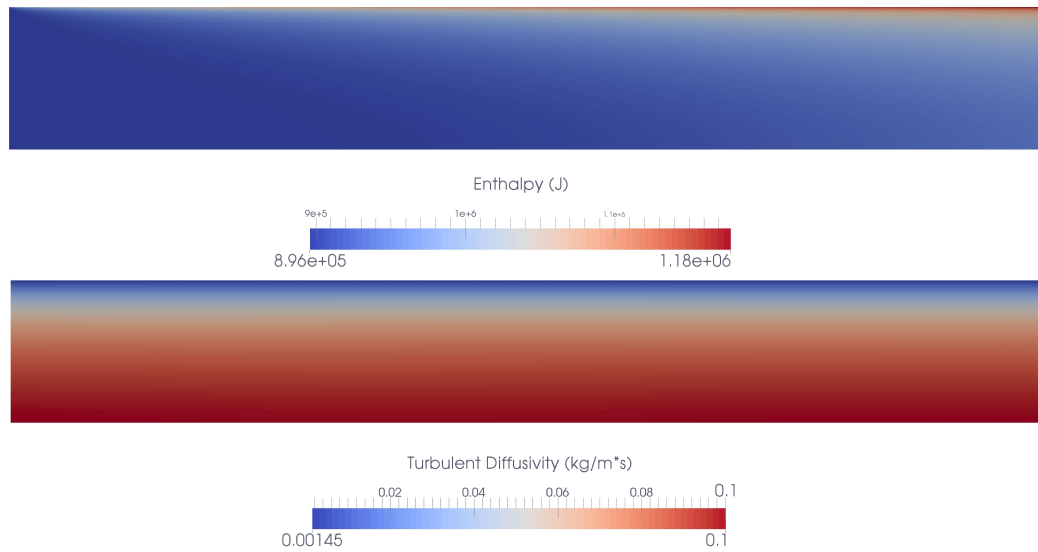 Enthalpy (J)
9e+5 1e+6 1.1e+6
8.96e+05 1.18e+06
Turbulent Diffusivity (kg/m*s)
0.02 0.04 0.06 0.08 0.1
0.00145 0.1